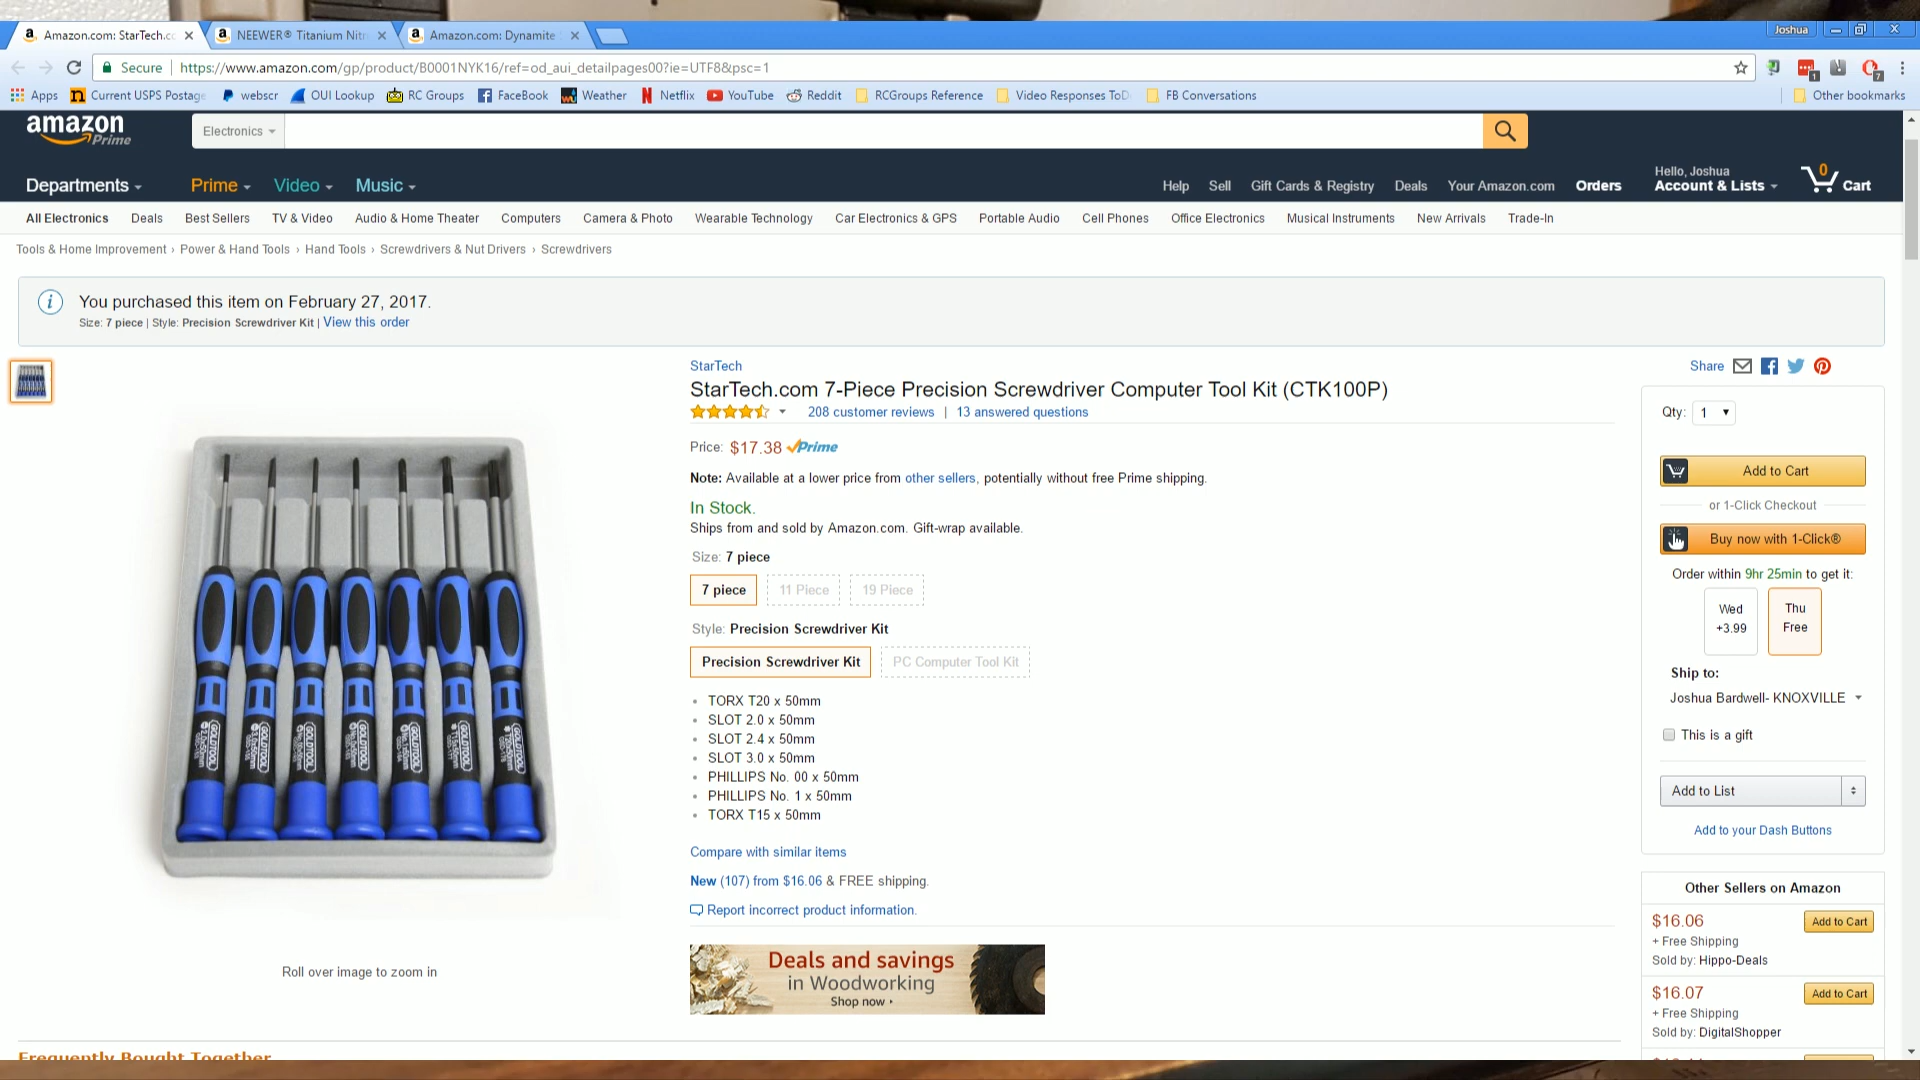 Amazon.com: StarTech.c
NEEWER® Titanium Nitr
Amazon.com: Dynamite
Joshua
Secure
https://www.amazon.com/gp/product/B0001NYK16/ref=od_aui_detailpages00?ie=UTF8&psc=1
Apps
Current USPS Postage
webscr
OUI Lookup
RC Groups
FaceBook
Weather
Netflix
YouTube
Reddit
RCGroups Reference
Video Responses ToD
FB Conversations
Other bookmarks
amazon Prime
Electronics
Departments
Prime
Video
Music
Help
Sell
Gift Cards & Registry
Deals
Your Amazon.com
Orders
Hello, Joshua
Account & Lists
0
Cart
All Electronics
Deals
Best Sellers
TV & Video
Audio & Home Theater
Computers
Camera & Photo
Wearable Technology
Car Electronics & GPS
Portable Audio
Cell Phones
Office Electronics
Musical Instruments
New Arrivals
Trade-In
Tools & Home Improvement › Power & Hand Tools › Hand Tools › Screwdrivers & Nut Drivers › Screwdrivers
You purchased this item on February 27, 2017.
Size: 7 piece | Style: Precision Screwdriver Kit | View this order
StarTech
StarTech.com 7-Piece Precision Screwdriver Computer Tool Kit (CTK100P)
208 customer reviews | 13 answered questions
Price: $17.38 Prime
Note: Available at a lower price from other sellers, potentially without free Prime shipping.
In Stock.
Ships from and sold by Amazon.com. Gift-wrap available.
Size: 7 piece
7 piece
11 Piece
19 Piece
Style: Precision Screwdriver Kit
Precision Screwdriver Kit
PC Computer Tool Kit
• TORX T20 x 50mm
• SLOT 2.0 x 50mm
• SLOT 2.4 x 50mm
• SLOT 3.0 x 50mm
• PHILLIPS No. 00 x 50mm
• PHILLIPS No. 1 x 50mm
• TORX T15 x 50mm
Compare with similar items
New (107) from $16.06 & FREE shipping.
Report incorrect product information.
Deals and savings
in Woodworking
Shop now ›
GOLDTOOL
GOLDTOOL
GOLDTOOL
GOLDTOOL
GOLDTOOL
GOLDTOOL
GOLDTOOL
Roll over image to zoom in
Share
Qty: 1
Add to Cart
or 1-Click Checkout
Buy now with 1-Click®
Order within 9hr 25min to get it:
Wed
+3.99
Thu
Free
Ship to:
Joshua Bardwell- KNOXVILLE
This is a gift
Add to List
Add to your Dash Buttons
Other Sellers on Amazon
$16.06
Add to Cart
+ Free Shipping
Sold by: Hippo-Deals
$16.07
Add to Cart
+ Free Shipping
Sold by: DigitalShopper
Frequently Bought Together